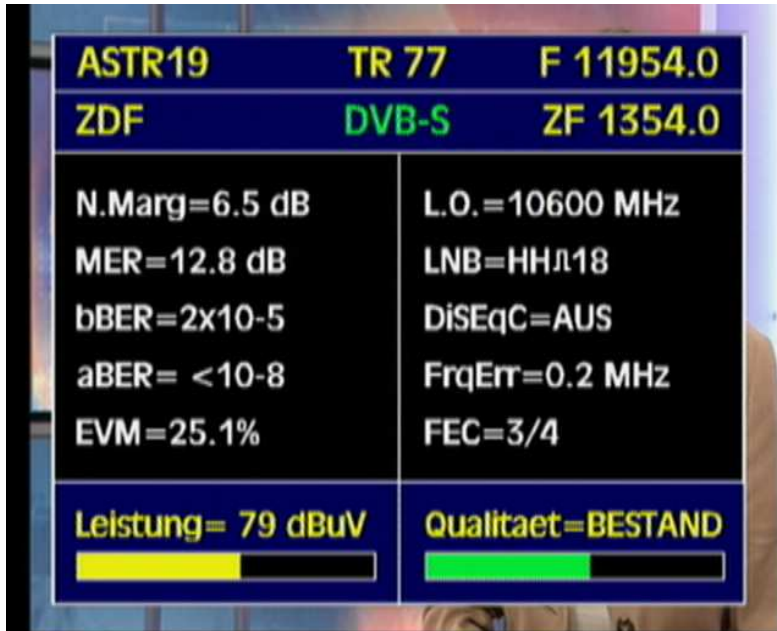 ASTR19 TR 77 F 11954.0
ZDF DVB-S ZF 1354.0
N.Marg=6.5 dB L.O.=10600 MHz
MER=12.8 dB LNB=HH⎍18
bBER=2x10-5 DiSEqC=AUS
aBER= <10-8 FrqErr=0.2 MHz
EVM=25.1% FEC=3/4
Leistung= 79 dBuV Qualitaet=BESTAND